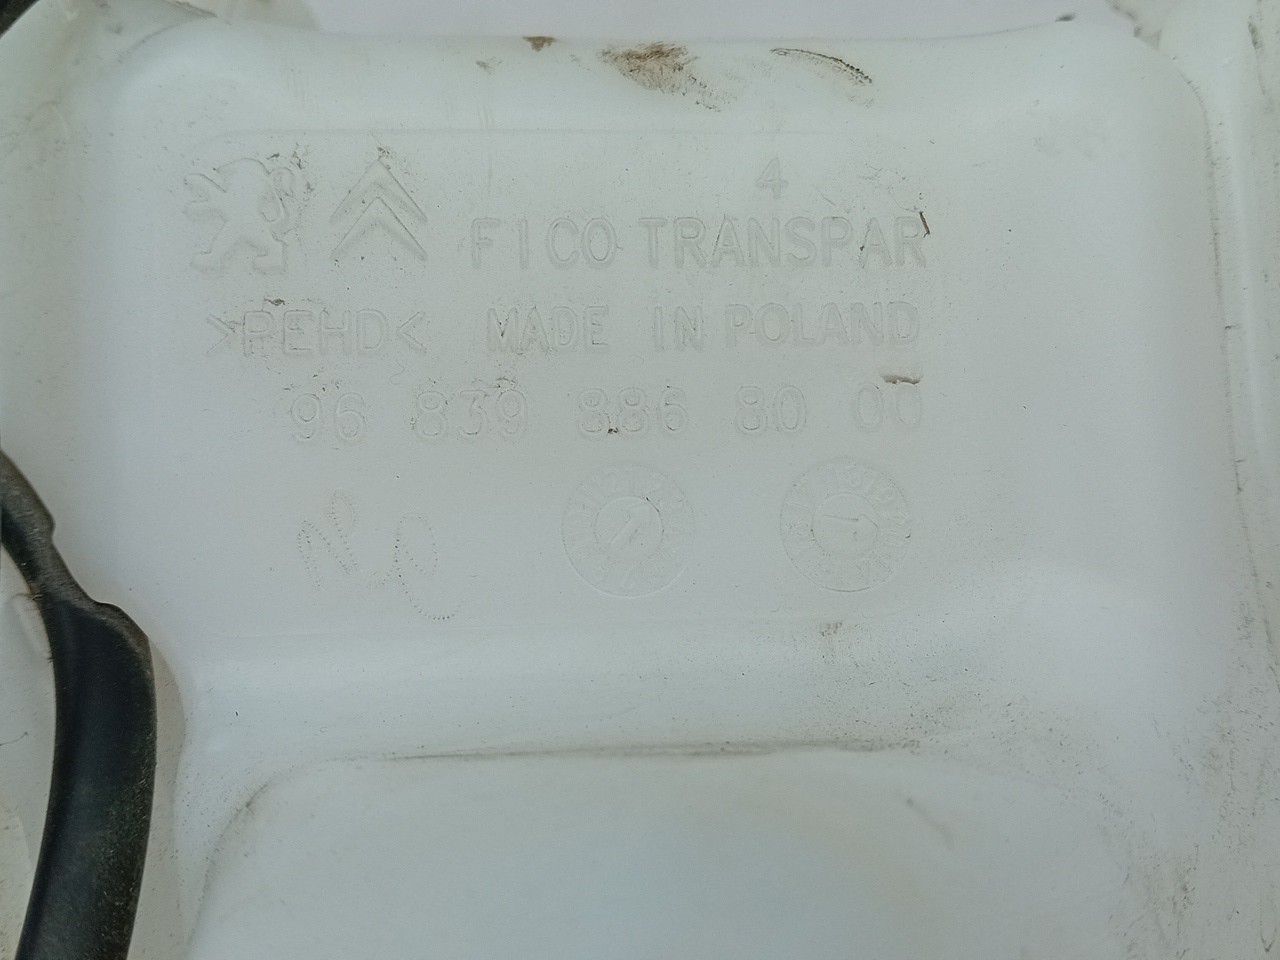 4
FICO TRANSPAR
>PEHD< MADE IN POLAND
96 839 886 80 00